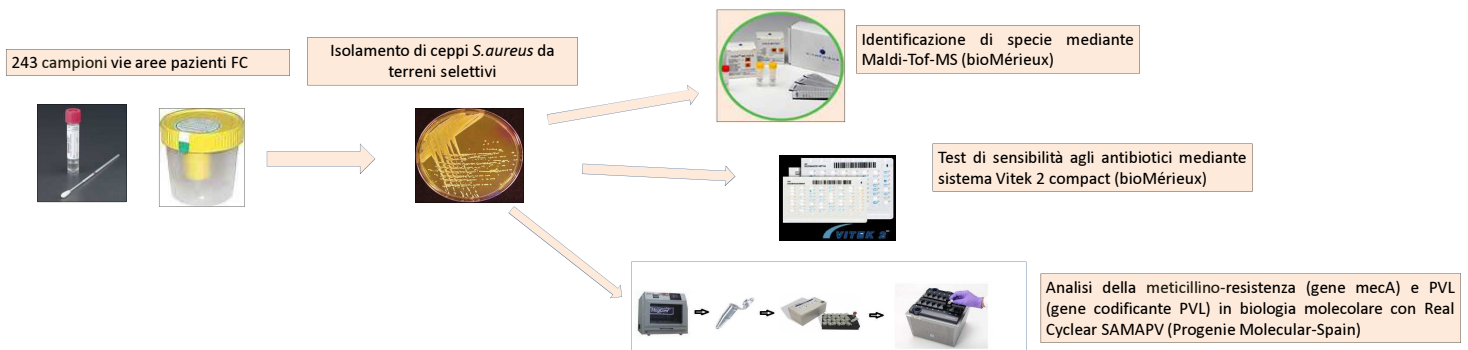 243 campioni vie aree pazienti FC
Isolamento di ceppi S.aureus da
terreni selettivi
Identificazione di specie mediante
Maldi-Tof-MS (bioMérieux)
Test di sensibilità agli antibiotici mediante
sistema Vitek 2 compact (bioMérieux)
VITEK 2
Analisi della meticillino-resistenza (gene mecA) e PVL
(gene codificante PVL) in biologia molecolare con Real
Cyclear SAMAPV (Progenie Molecular-Spain)